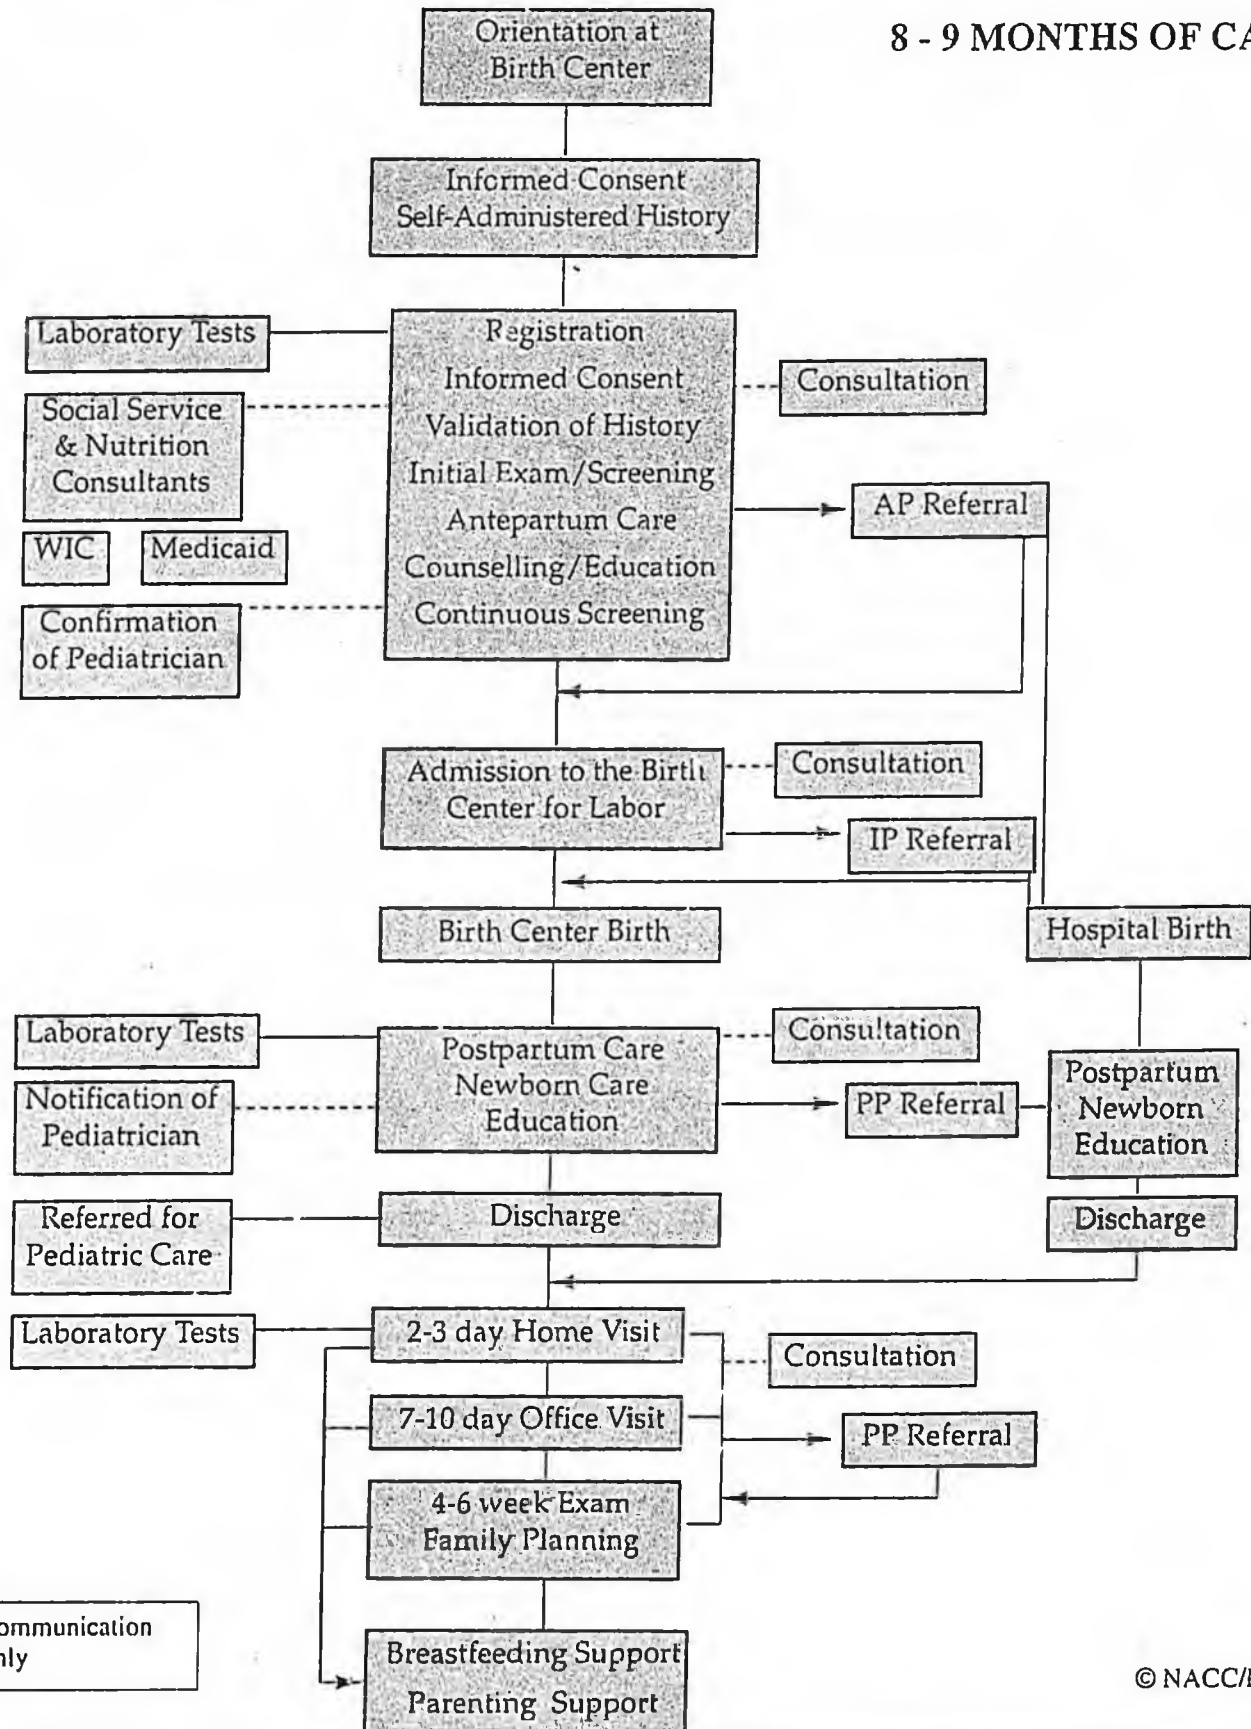 8 - 9 MONTHS OF CA
Orientation at
Birth Center
Informed Consent
Self-Administered History
Laboratory Tests
Registration
Informed Consent
Validation of History
Initial Exam/Screening
Antepartum Care
Counselling/Education
Continuous Screening
Consultation
Social Service
& Nutrition
Consultants
WIC
Medicaid
AP Referral
Confirmation
of Pediatrician
Admission to the Birth
Center for Labor
Consultation
IP Referral
Birth Center Birth
Hospital Birth
Laboratory Tests
Postpartum Care
Newborn Care
Education
Consultation
Notification of
Pediatrician
PP Referral
Postpartum
Newborn
Education
Referred for
Pediatric Care
Discharge
Discharge
Laboratory Tests
2-3 day Home Visit
Consultation
7-10 day Office Visit
PP Referral
4-6 week Exam
Family Planning
ommunication
nly
Breastfeeding Support
Parenting Support
© NACC/